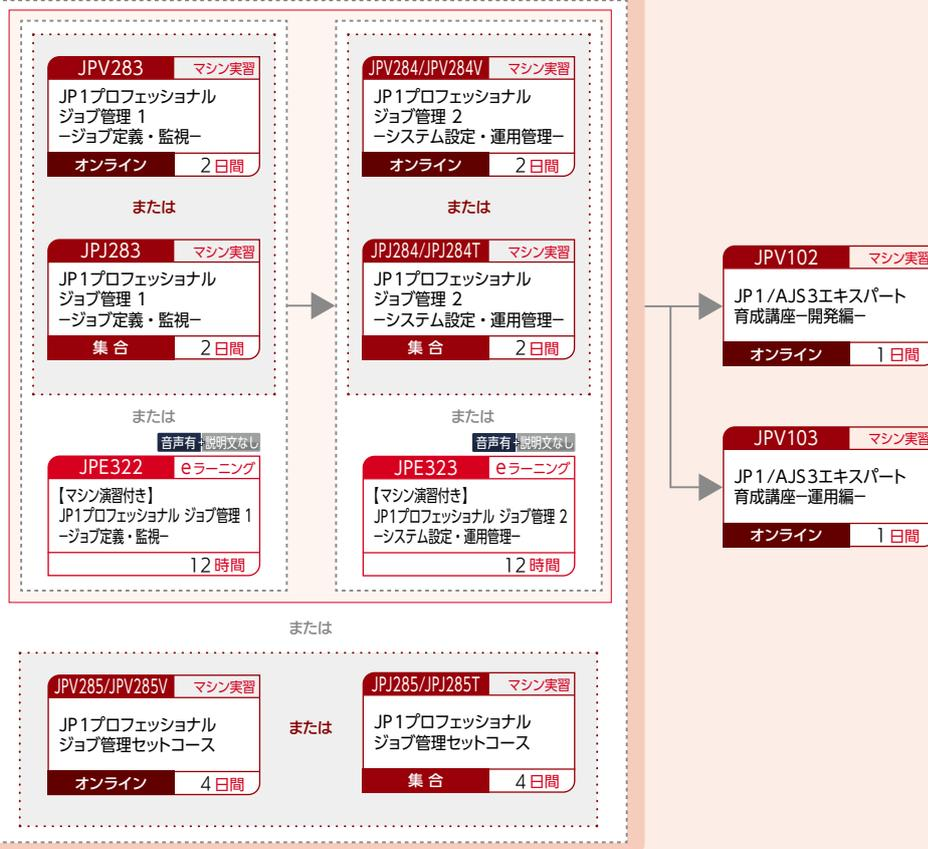 JPV283 マシン実習
JP1プロフェッショナル
ジョブ管理 1
−ジョブ定義・監視−
オンライン 2日間
または
JPJ283 マシン実習
JP1プロフェッショナル
ジョブ管理 1
−ジョブ定義・監視−
集合 2日間
または
音声有・説明文なし
JPE322 eラーニング
【マシン演習付き】
JP1プロフェッショナル ジョブ管理 1
−ジョブ定義・監視−
12時間
JPV284/JPV284V マシン実習
JP1プロフェッショナル
ジョブ管理 2
−システム設定・運用管理−
オンライン 2日間
または
JPJ284/JPJ284T マシン実習
JP1プロフェッショナル
ジョブ管理 2
−システム設定・運用管理−
集合 2日間
または
音声有・説明文なし
JPE323 eラーニング
【マシン演習付き】
JP1プロフェッショナル ジョブ管理 2
−システム設定・運用管理−
12時間
または
JPV285/JPV285V マシン実習
JP1プロフェッショナル
ジョブ管理セットコース
オンライン 4日間
または
JPJ285/JPJ285T マシン実習
JP1プロフェッショナル
ジョブ管理セットコース
集合 4日間
JPV102 マシン実習
JP1/AJS3エキスパート
育成講座−開発編−
オンライン 1日間
JPV103 マシン実習
JP1/AJS3エキスパート
育成講座−運用編−
オンライン 1日間